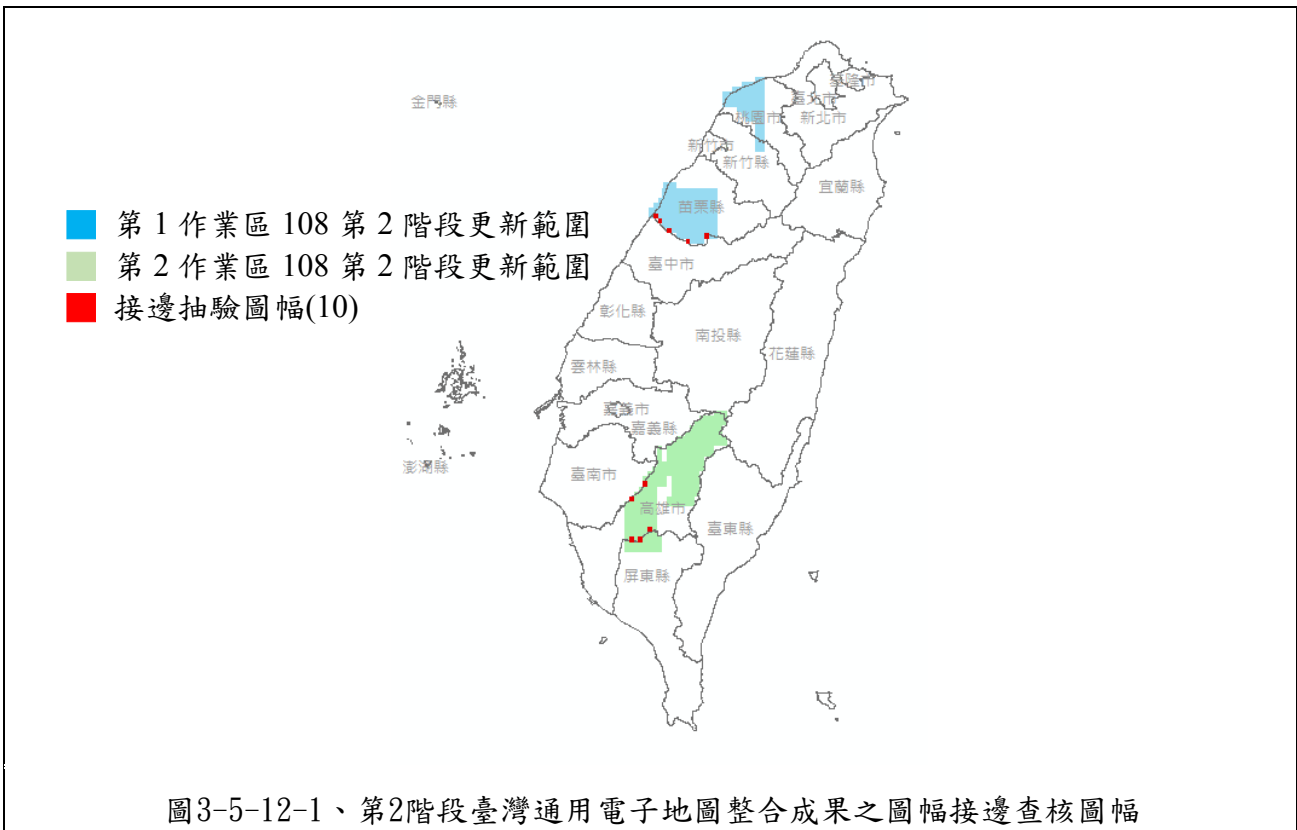 基隆市
金門縣
臺北市
桃園市
新北市
新竹市
新竹縣
宜蘭縣
苗栗縣
第 1 作業區 108 第 2 階段更新範圍
第 2 作業區 108 第 2 階段更新範圍
臺中市
接邊抽驗圖幅(10)
彰化縣
南投縣
花蓮縣
雲林縣
嘉義市
嘉義縣
澎湖縣
臺南市
高雄市
臺東縣
屏東縣
圖3-5-12-1、第2階段臺灣通用電子地圖整合成果之圖幅接邊查核圖幅